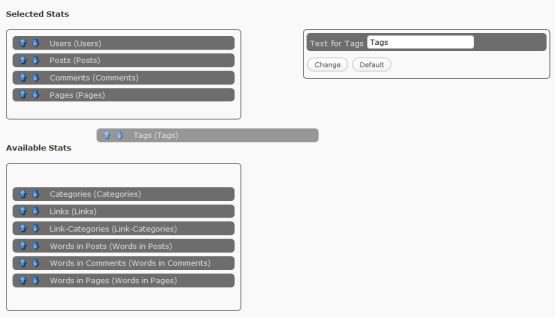 Selected Stats
Users (Users)
Posts (Posts)
Comments (Comments)
Pages (Pages)
Text for Tags Tags
Change Default
Tags (Tags)
Available Stats
Categories (Categories)
Links (Links)
Link-Categories (Link-Categories)
Words in Posts (Words in Posts)
Words in Comments (Words in Comments)
Words in Pages (Words in Pages)